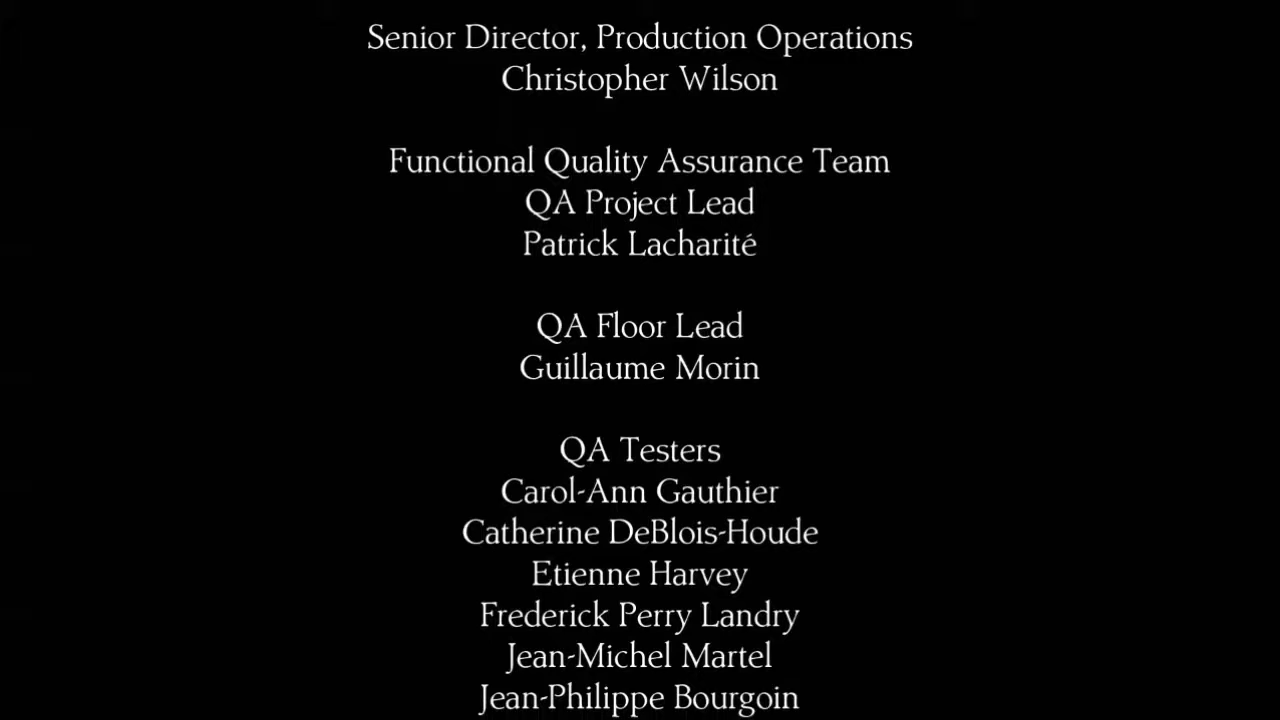 Senior Director, Production Operations
Christopher Wilson
Functional Quality Assurance Team
QA Project Lead
Patrick Lacharité
QA Floor Lead
Guillaume Morin
QA Testers
Carol-Ann Gauthier
Catherine DeBlois-Houde
Etienne Harvey
Frederick Perry Landry
Jean-Michel Martel
Jean-Philippe Bourgoin